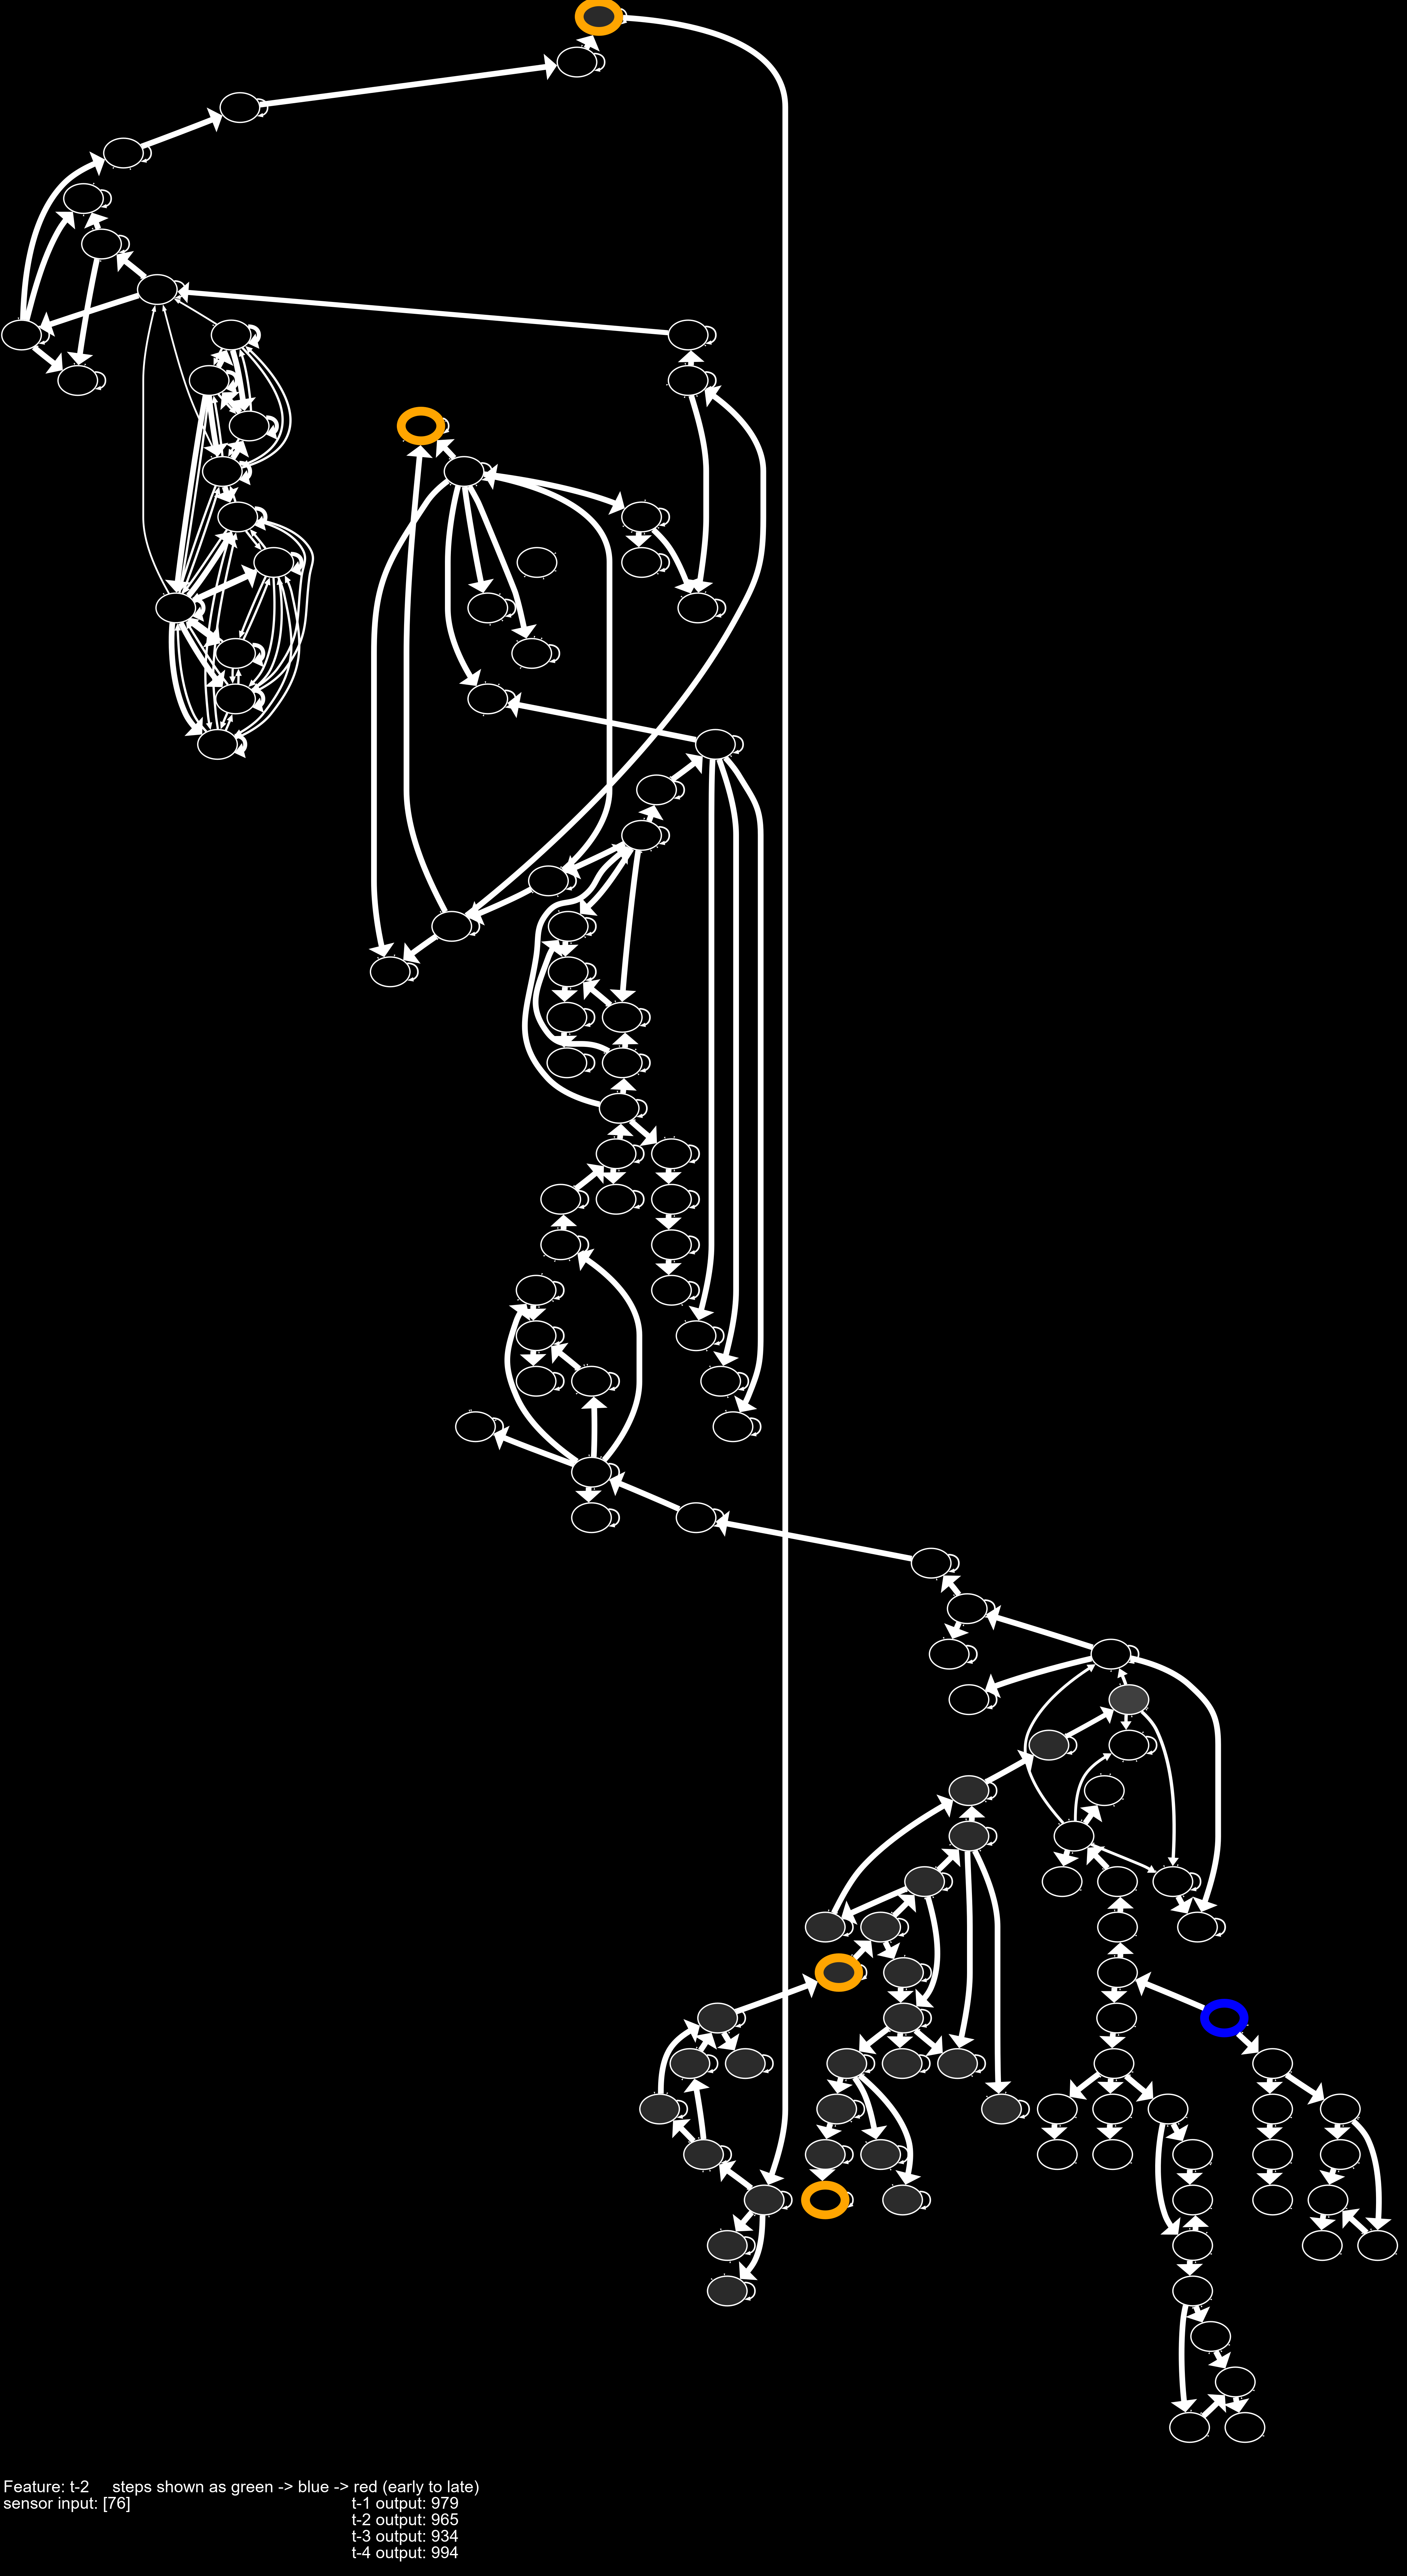 Feature: t-2     steps shown as green -> blue -> red (early to late)
sensor input: [76]     t-1 output: 979
t-2 output: 965
t-3 output: 934
t-4 output: 994